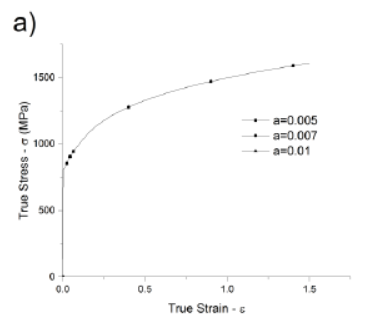 a)
True Stress - σ (MPa)
1500
1000
500
0
a=0.005
a=0.007
a=0.01
0.0 0.5 1.0 1.5
True Strain - ε